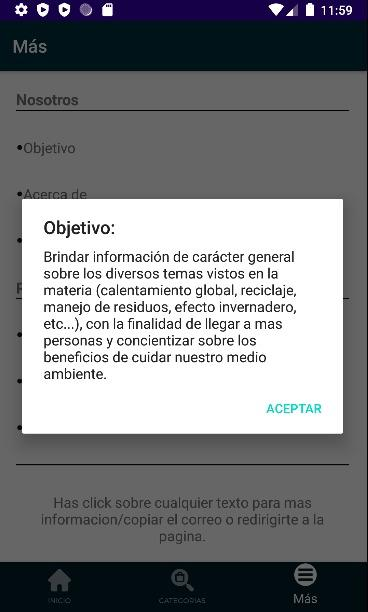 11:59
Más
Nosotros
•Objetivo
•Acerca de
Objetivo:
Brindar información de carácter general
sobre los diversos temas vistos en la
materia (calentamiento global, reciclaje,
manejo de residuos, efecto invernadero,
etc...), con la finalidad de llegar a mas
personas y concientizar sobre los
beneficios de cuidar nuestro medio
ambiente.
ACEPTAR
Has click sobre cualquier texto para mas
informacion/copiar el correo o redirigirte a la
pagina.
INICIO
CATEGORIAS
Más